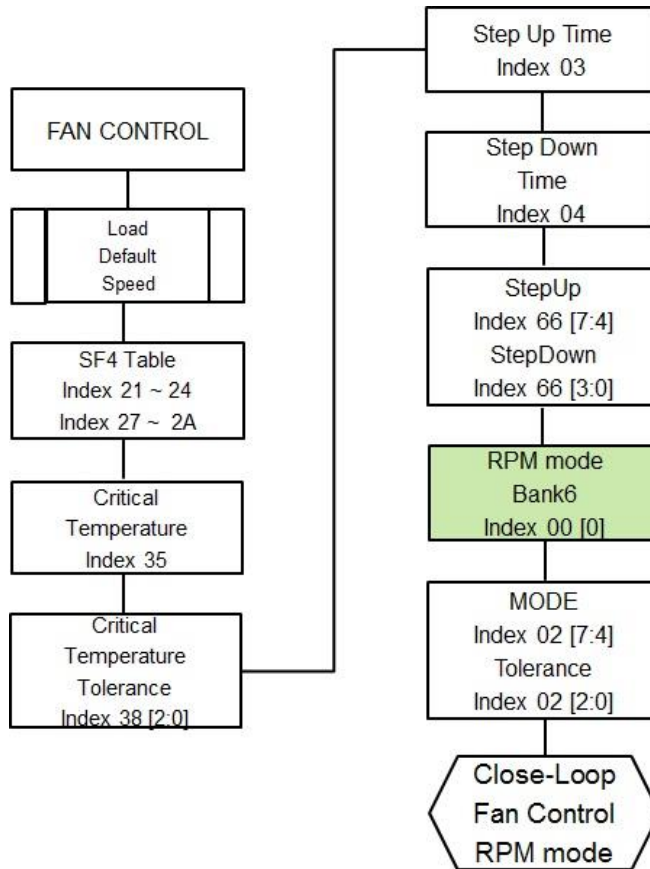 FAN CONTROL
Load
Default
Speed
SF4 Table
Index 21 ~ 24
Index 27 ~ 2A
Critical
Temperature
Index 35
Critical
Temperature
Tolerance
Index 38 [2:0]
Step Up Time
Index 03
Step Down
Time
Index 04
StepUp
Index 66 [7:4]
StepDown
Index 66 [3:0]
RPM mode
Bank6
Index 00 [0]
MODE
Index 02 [7:4]
Tolerance
Index 02 [2:0]
Close-Loop
Fan Control
RPM mode